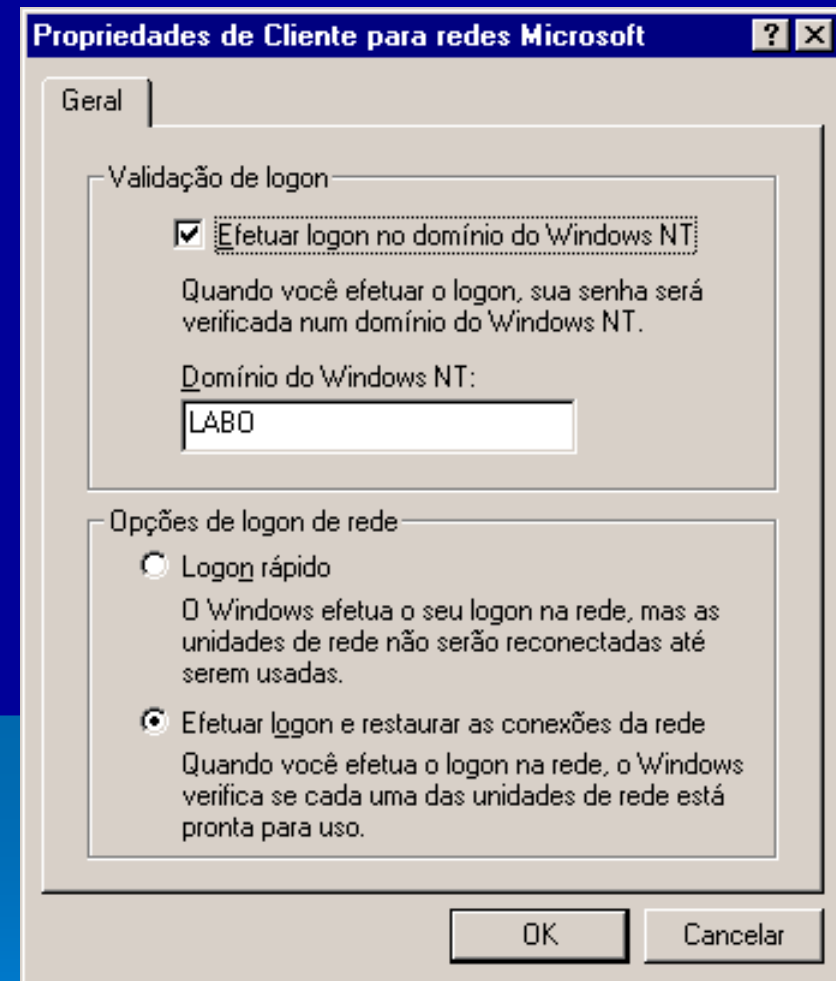 Propriedades de Cliente para redes Microsoft
Geral
Validação de logon
Efetuar logon no domínio do Windows NT
Quando você efetuar o logon, sua senha será
verificada num domínio do Windows NT.
Domínio do Windows NT:
LABO
Opções de logon de rede
Logon rápido
O Windows efetua o seu logon na rede, mas as
unidades de rede não serão reconectadas até
serem usadas.
Efetuar logon e restaurar as conexões da rede
Quando você efetua o logon na rede, o Windows
verifica se cada uma das unidades de rede está
pronta para uso.
OK
Cancelar